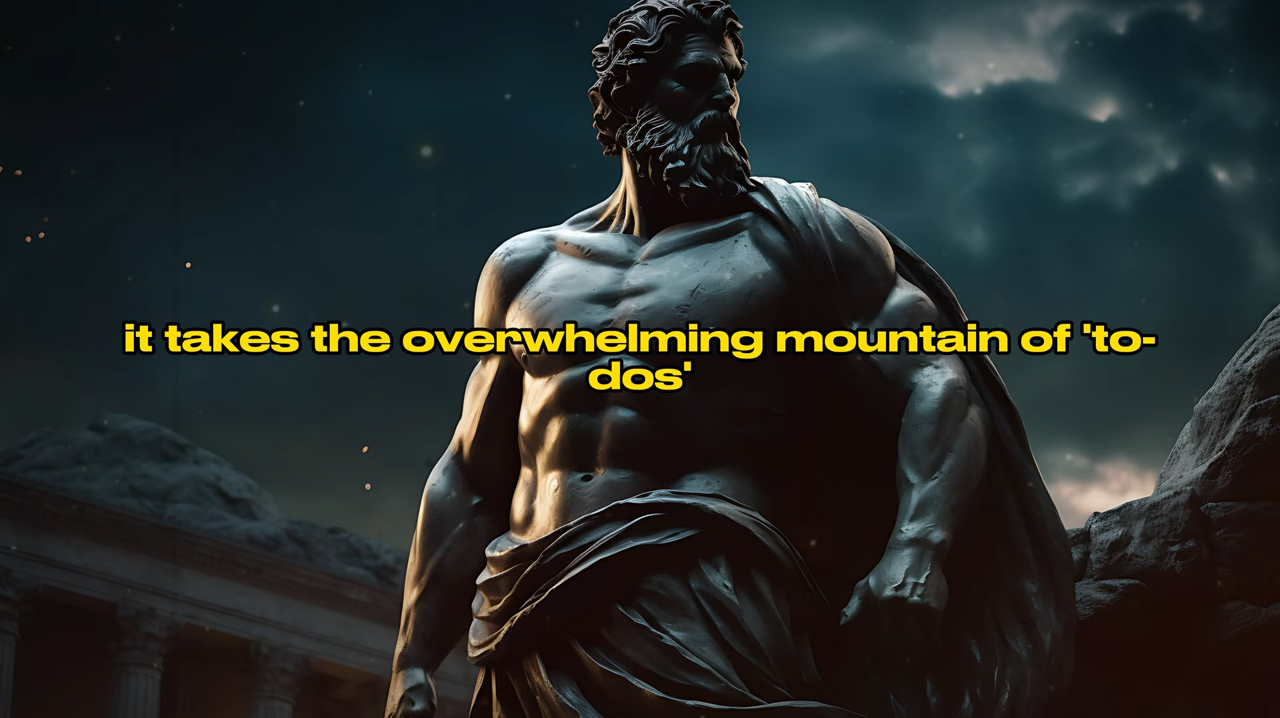 it takes the overwhelming mountain of 'to-
dos'